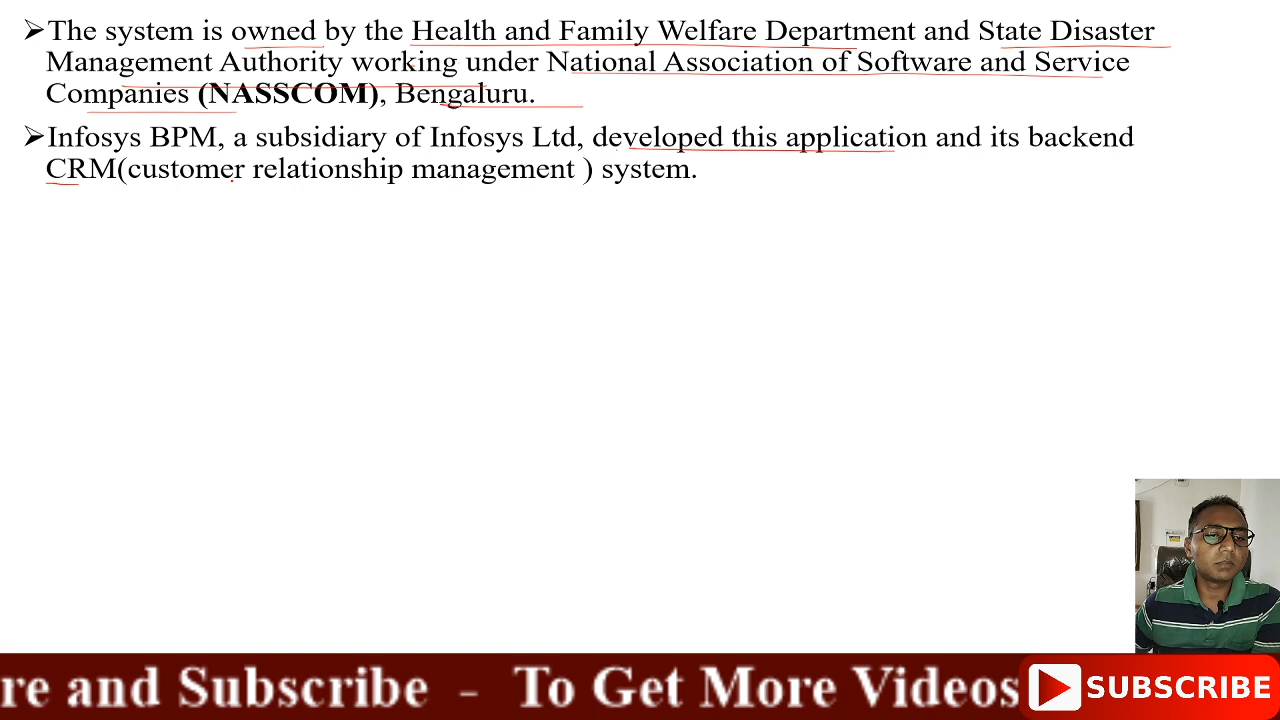 ➢The system is owned by the Health and Family Welfare Department and State Disaster
Management Authority working under National Association of Software and Service
Companies (NASSCOM), Bengaluru.
➢Infosys BPM, a subsidiary of Infosys Ltd, developed this application and its backend
CRM(customer relationship management ) system.
re and Subscribe - To Get More Videos
SUBSCRIBE